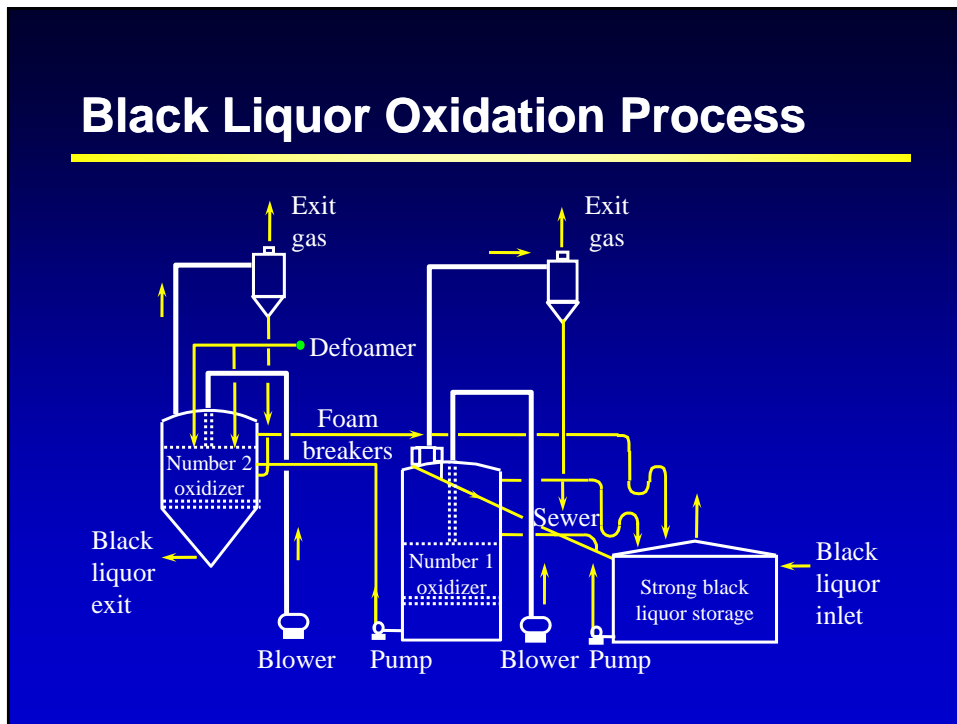 Black Liquor Oxidation Process
Exit
gas
Exit
gas
Defoamer
Foam
breakers
Number 2
oxidizer
Sewer
Black
liquor
exit
Number 1
oxidizer
Strong black
liquor storage
Black
liquor
inlet
Blower
Pump
Blower
Pump